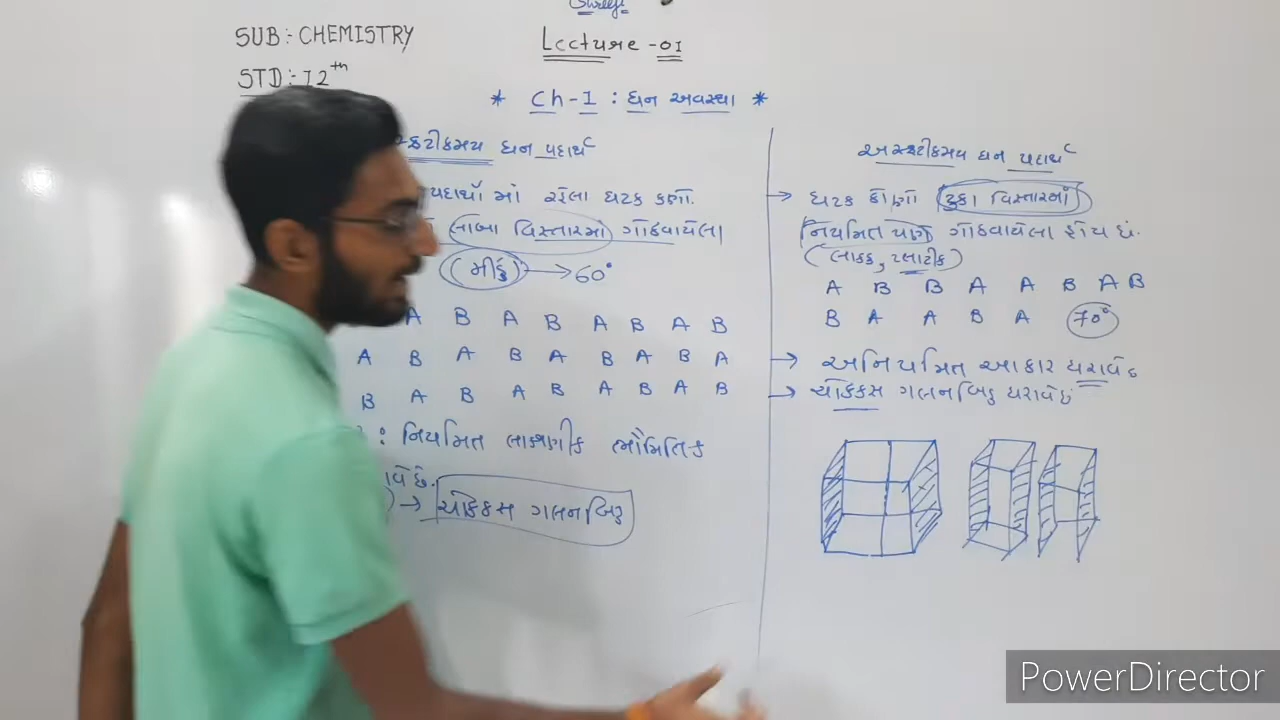 Shreeji
SUB:- CHEMISTRY
Lecture-01
STD:- 12th
* Ch-1 : ઘન અવસ્થા *
સ્ફટીકમય ઘન પદાર્થ
પદાર્થો માં રહેલા ઘટક કણો.
લાંબા વિસ્તારમાં ગોઠવાયેલા
(મીઠું) → 60°
A B A B A B A B
A B A B A B A B A
B A B A B A B A B
: નિયમિત લાક્ષણીક ભૌમિતિક
ાવે છે.
) → ચોક્કસ ગલનબિંદુ
અસ્ફટીકમય ઘન પદાર્થ
→ ઘટક કણો ટુંકા વિસ્તારમાં
નિયમિત પણે ગોઠવાયેલા હોય છે.
(લાકડુ, પ્લાસ્ટીક)
A B B A A B A B
B A A B A 70°
→ અનિયમિત આકાર ધરાવે છે
→ ચોક્કસ ગલનબિંદુ ધરાવે છે
PowerDirector